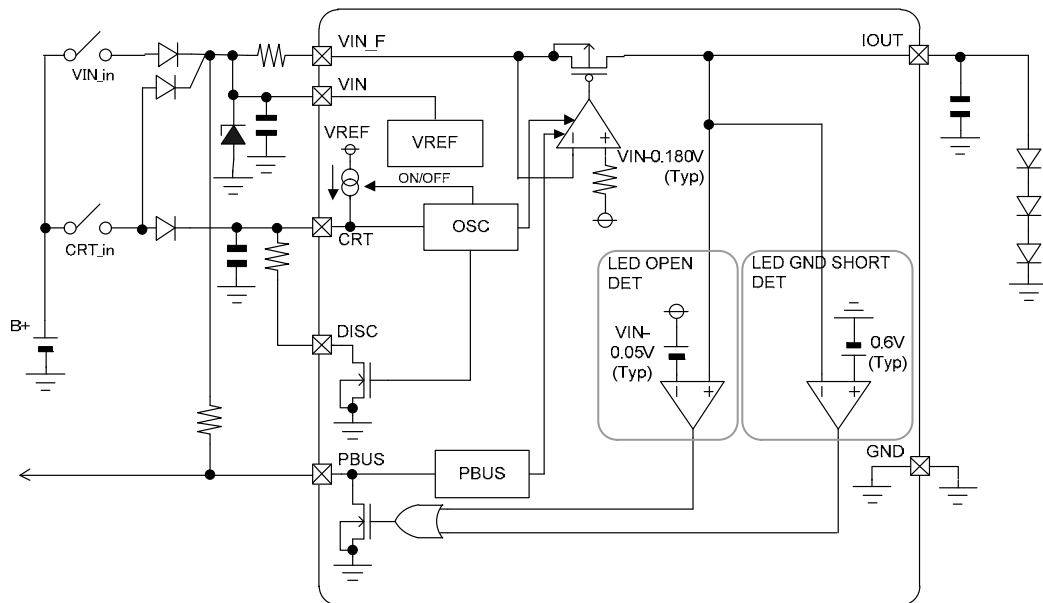 VIN_F
IOUT
VIN_in
VIN
VREF
VREF
VIN−0.180V
(Typ)
ON/OFF
OSC
CRT
CRT_in
LED OPEN
DET
LED GND SHORT
DET
B+
DISC
VIN−
0.05V
(Typ)
0.6V
(Typ)
PBUS
PBUS
GND